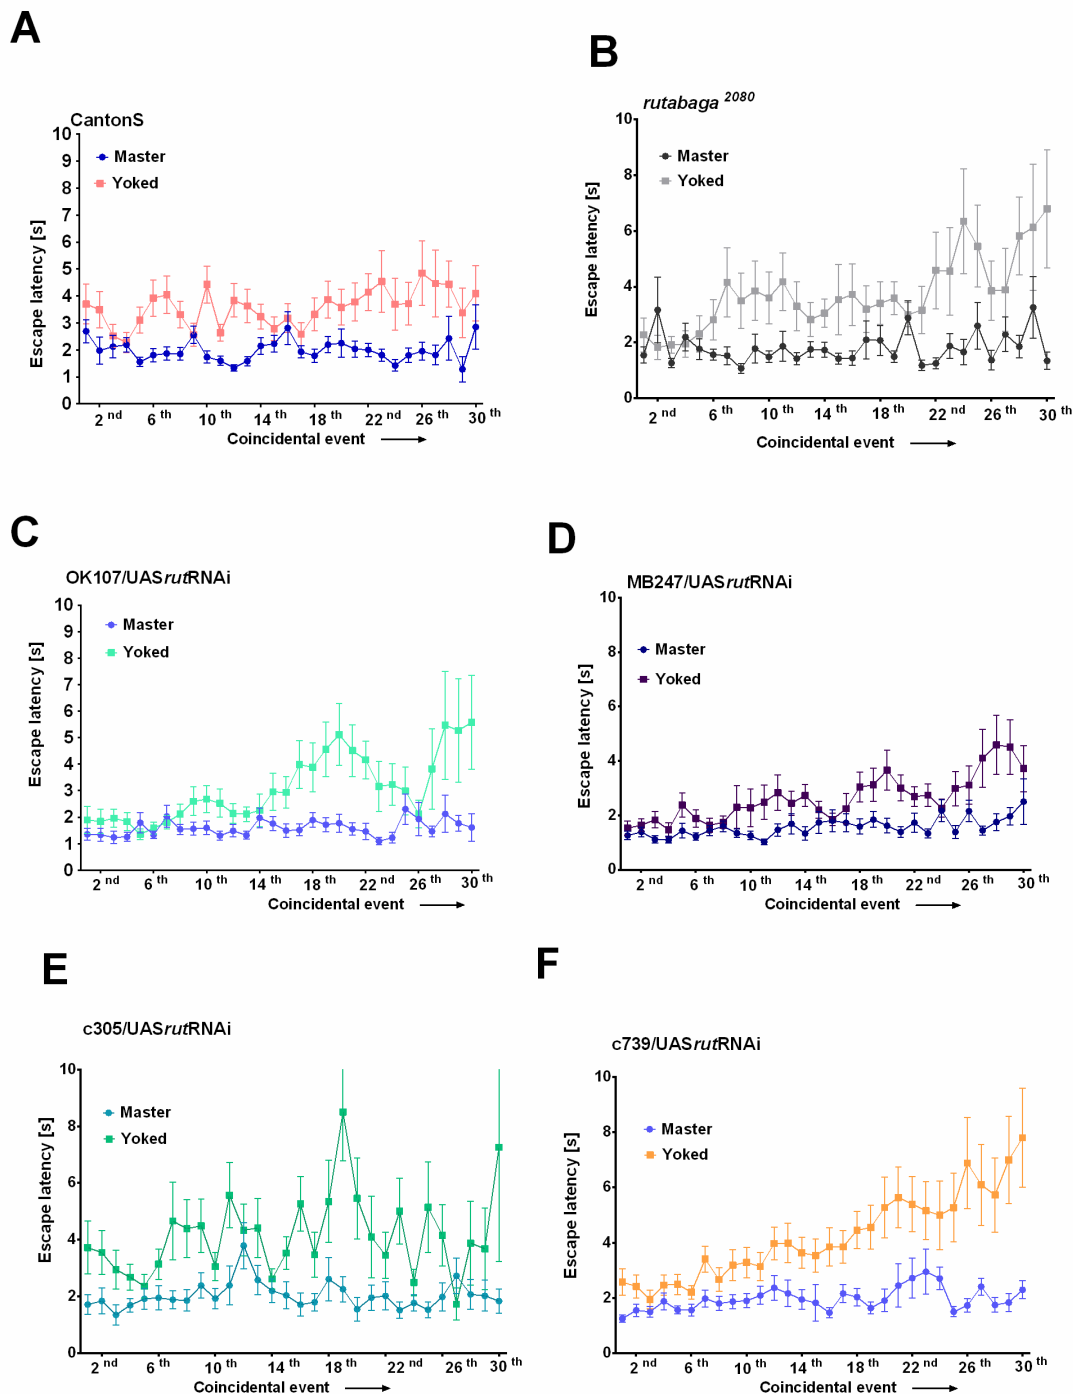 A
CantonS
10
9
8
7
6
5
4
3
2
1
0
Escape latency [s]
Master
Yoked
2 nd 6 th 10 th 14 th 18 th 22 nd 26 th 30 th
Coincidental event
B
rutabaga 2080
10
8
6
4
2
0
Escape latency [s]
Master
Yoked
2 nd 6 th 10 th 14 th 18 th 22 nd 26 th 30 th
Coincidental event
C
OK107/UASrutRNAi
10
9
8
7
6
5
4
3
2
1
0
Escape latency [s]
Master
Yoked
2 nd 6 th 10 th 14 th 18 th 22 nd 26 th 30 th
Coincidental event
D
MB247/UASrutRNAi
10
8
6
4
2
0
Escape latency [s]
Master
Yoked
2 nd 6 th 10 th 14 th 18 th 22 nd 26 th 30 th
Coincidental event
E
c305/UASrutRNAi
10
8
6
4
2
0
Escape latency [s]
Master
Yoked
2 nd 6 th 10 th 14 th 18 th 22 nd 26 th 30 th
Coincidental event
F
c739/UASrutRNAi
10
8
6
4
2
0
Escape latency [s]
Master
Yoked
2 nd 6 th 10 th 14 th 18 th 22 nd 26 th 30 th
Coincidental event